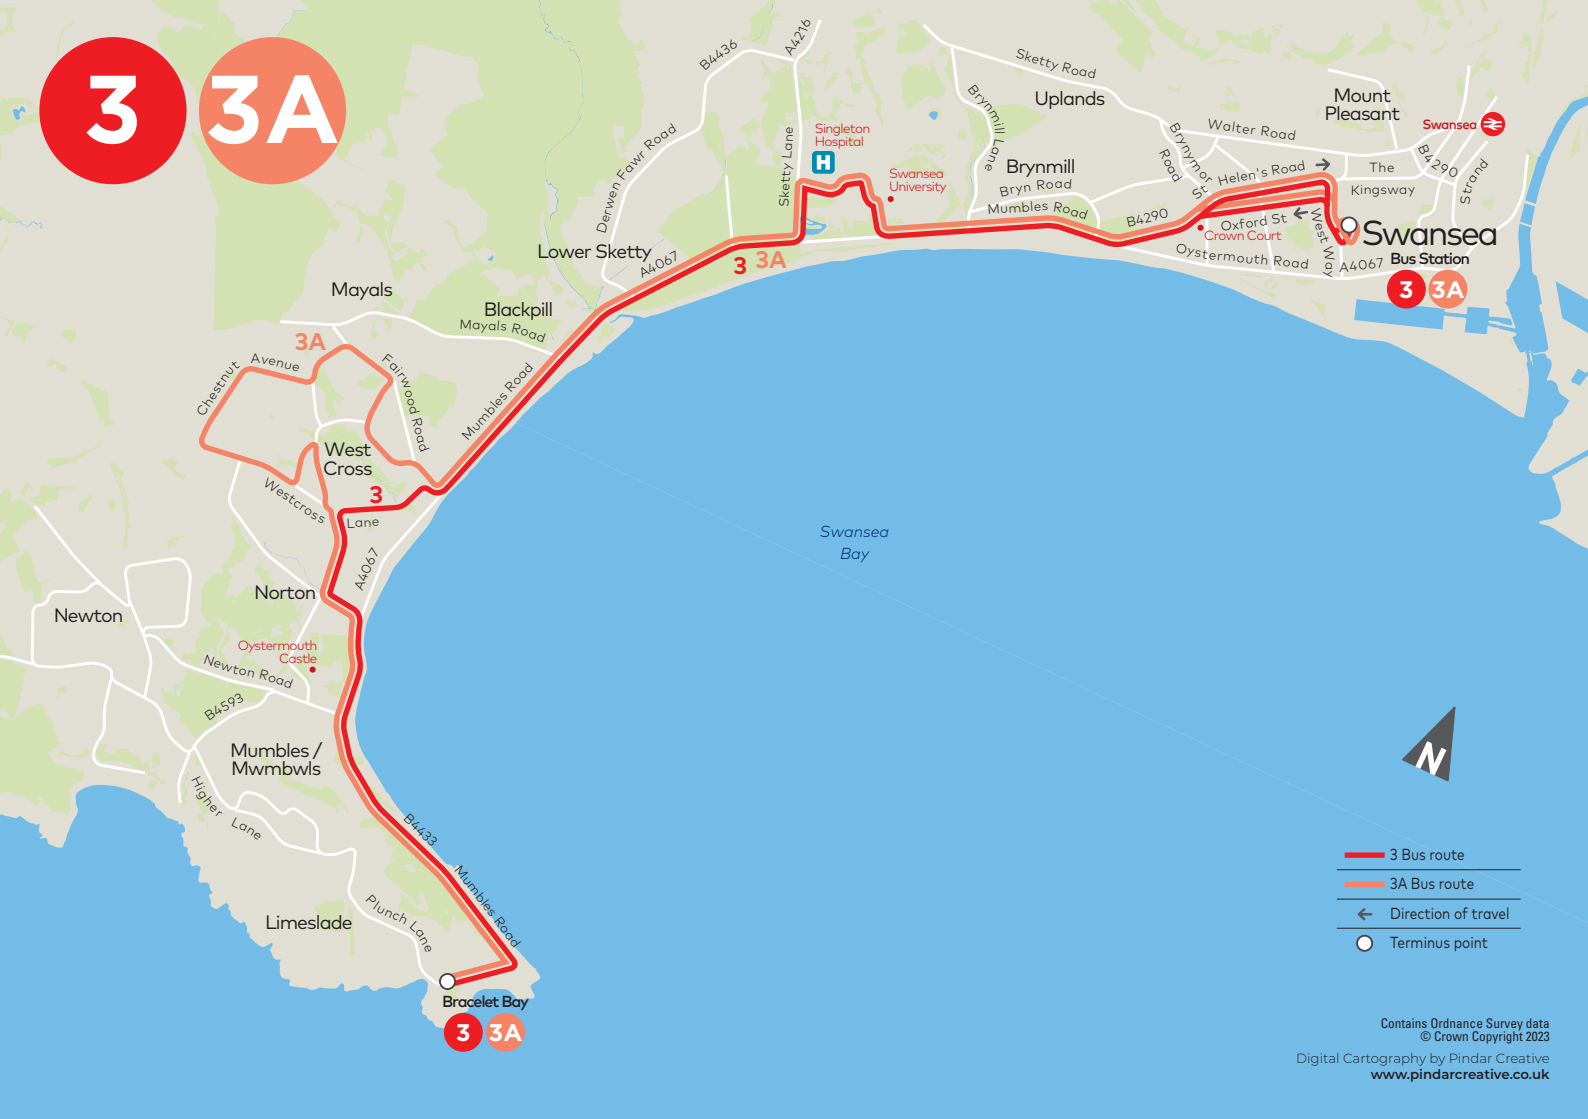 3
3A
B4436
A4216
Sketty Road
Uplands
Mount
Pleasant
Swansea
Brynmill Lane
Singleton
Hospital
H
Sketty Lane
Derwen Fawr Road
Swansea
University
Brynmill
Bryn Road
Mumbles Road
Brynymor
Road
St
Walter Road
Helen's Road
The
Kingsway
B4290
Strand
B4290
Oxford St
West Way
Crown Court
Oystermouth Road
A4067
Swansea
Bus Station
3
3A
Lower Sketty
A4067
3
3A
Mayals
Blackpill
Mayals Road
3A
Chestnut
Avenue
Fairwood Road
Mumbles Road
West
Cross
3
Westcross
Lane
A4067
Swansea
Bay
Norton
Newton
Oystermouth
Castle
Newton Road
B4593
Mumbles /
Mwmbwls
Higher
Lane
B4433
Mumbles Road
Plunch Lane
Limeslade
Bracelet Bay
3
3A
N
3 Bus route
3A Bus route
Direction of travel
Terminus point
Contains Ordnance Survey data
© Crown Copyright 2023
Digital Cartography by Pindar Creative
www.pindarcreative.co.uk